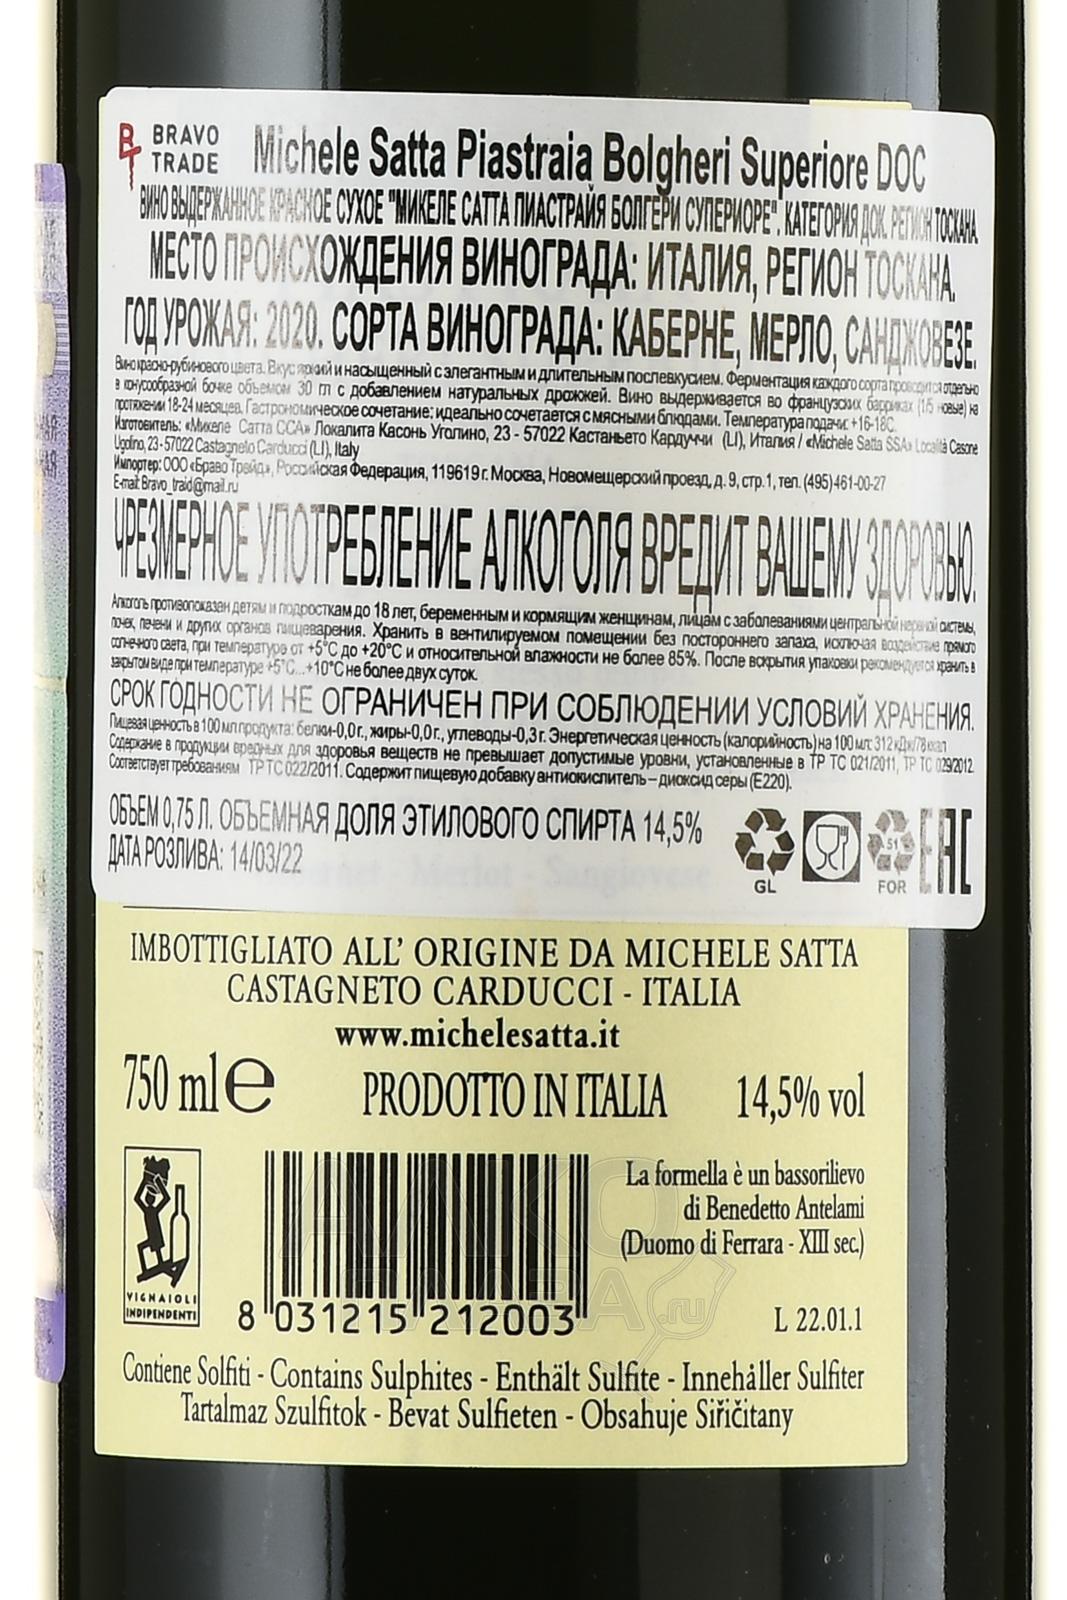 BRAVO TRADE
Michele Satta Piastraia Bolgheri Superiore DOC
ВИНО ВЫДЕРЖАННОЕ КРАСНОЕ СУХОЕ "МИКЕЛЕ САТТА ПИАСТРАЙЯ БОЛГЕРИ СУПЕРИОРЕ". КАТЕГОРИЯ ДОК. РЕГИОН ТОСКАНА.
МЕСТО ПРОИСХОЖДЕНИЯ ВИНОГРАДА: ИТАЛИЯ, РЕГИОН ТОСКАНА.
ГОД УРОЖАЯ: 2020. СОРТА ВИНОГРАДА: КАБЕРНЕ, МЕРЛО, САНДЖОВЕЗЕ.
Вино красно-рубинового цвета. Вкус яркий и насыщенный с элегантным и длительным послевкусием. Ферментация каждого сорта проводится отдельно
в конусообразной бочке объемом 30 гл с добавлением натуральных дрожжей. Вино выдерживается во французских барриках (1/5 новые) на
протяжении 18-24 месяцев. Гастрономическое сочетание: идеально сочетается с мясными блюдами. Температура подачи: +16-18С.
Изготовитель: «Микеле Сатта ССА» Локалита Касонь Уголино, 23 - 57022 Кастаньето Кардуччи (LI), Италия / «Michele Satta SSA» Località Casone
Ugolino, 23 - 57022 Castagneto Carducci (LI), Italy
Импортер: ООО «Браво Трейд», Российская Федерация, 119619 г. Москва, Новомещерский проезд, д. 9, стр.1, тел. (495) 461-00-27
E-mail: Bravo_traid@mail.ru
ЧРЕЗМЕРНОЕ УПОТРЕБЛЕНИЕ АЛКОГОЛЯ ВРЕДИТ ВАШЕМУ ЗДОРОВЬЮ.
Алкоголь противопоказан детям и подросткам до 18 лет, беременным и кормящим женщинам, лицам с заболеваниями центральной нервной системы,
почек, печени и других органов пищеварения. Хранить в вентилируемом помещении без постороннего запаха, исключая воздействие прямого
солнечного света, при температуре от +5°С до +20°С и относительной влажности не более 85%. После вскрытия упаковки рекомендуется хранить в
закрытом виде при температуре +5°С...+10°С не более двух суток.
СРОК ГОДНОСТИ НЕ ОГРАНИЧЕН ПРИ СОБЛЮДЕНИИ УСЛОВИЙ ХРАНЕНИЯ.
Пищевая ценность в 100 мл продукта: белки-0,0 г., жиры-0,0 г., углеводы-0,3 г. Энергетическая ценность (калорийность) на 100 мл: 312 кДж/78 ккал
Содержание в продукции вредных для здоровья веществ не превышает допустимые уровни, установленные в ТР ТС 021/2011, ТР ТС 029/2012.
Соответствует требованиям ТР ТС 022/2011. Содержит пищевую добавку антиокислитель – диоксид серы (Е220).
ОБЪЕМ 0,75 Л. ОБЪЕМНАЯ ДОЛЯ ЭТИЛОВОГО СПИРТА 14,5%
ДАТА РОЗЛИВА: 14/03/22
GL
51
FOR
EAC
Merlot - Sangiovese
IMBOTTIGLIATO ALL' ORIGINE DA MICHELE SATTA
CASTAGNETO CARDUCCI - ITALIA
www.michelesatta.it
750 ml e PRODOTTO IN ITALIA 14,5% vol
La formella è un bassorilievo
di Benedetto Antelami
(Duomo di Ferrara - XIII sec.)
VIGNAIOLI
INDIPENDENTI
8 031215 212003
L 22.01.1
Contiene Solfiti - Contains Sulphites - Enthält Sulfite - Innehåller Sulfiter
Tartalmaz Szulfitok - Bevat Sulfieten - Obsahuje Siřičitany